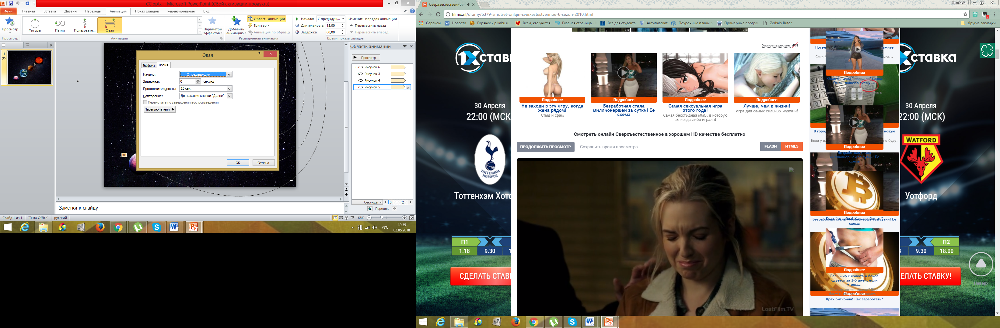 CC.pptx - Microsoft PowerPoint (Сбой активации продукта)
Файл Главная Вставка Дизайн Переходы Анимация Показ слайдов Рецензирование Вид
Просмотр
Фигуры Петли Пользовате... Овал
Параметры эффектов
Добавить анимацию
Область анимации
Триггер
Анимация по образцу
Начало: С предыдущ...
Длительность: 15,00
Задержка: 00,00
Изменить порядок анимации
Переместить назад
Переместить вперед
Просмотр Анимация Расширенная анимация Время показа слайдов
1
Овал
Эффект Время
Начало: С предыдущим
Задержка: 0 секунд
Продолжительность: 15 сек.
Повторение: До нажатия кнопки "Далее"
Перемотать по завершении воспроизведения
Переключатели
ОК Отмена
0
Область анимации
Просмотр
0 Рисунок 6
Рисунок 3
Рисунок 4
Рисунок 5
Секунды 0 2
Порядок
Заметки к слайду
Слайд 1 из 1 "Тема Office" русский 66%
РУС 18:35
02.05.2018
Сверхъестественное Anastasia
filmix.nl/dramy/6379-smotret-onlajn-sverxestestvennoe-6-sezon-2010.html
Сервисы Новости Горячее / pikabu.ru Всем, кто учится. Главная страница - Все для студента Антиплагиат Поурочные планы,р Примерные програ Zerkalo Rutor Другие закладки
Отключить рекламу ADS
1Xставк
Подробнее
Не заходи в эту игру, когда жена рядом!
Стыд и срам
Подробнее
Безработная стала миллионершей за сутки! Ее схема
Подробнее
Самая сексуальная игра этого года!
Самая бесстыдная ММО, в которую вы когда-либо играли!
Подробнее
Лучше, чем в жизни!
Игра для самых сильных мужчин!
30 Апреля
22:00 (МСК
Смотреть онлайн Сверхъестественное в хорошем HD качестве бесплатно
ПРОДОЛЖИТЬ ПРОСМОТР Сохранить время просмотра FLASH HTML5
TOTTENHAM
HOTSPUR
Тоттенхэм Хотс
П1
1.18 9.30 1
СДЕЛАТЬ СТАВ
LostFilm.TV
Подробнее
Юная богачка "взорвала" город Омск, показав схему
Подробнее
Подробнее
Безработная стала миллионершей за сутки! Ее схема
Крах Биткойна! Как заработать?
Подробнее
Весь жир с живота и боков сдуется за 3-5 дней, если утром...
Подробнее
Крах Биткойна! Как заработать?
Xставка
30 Апреля
22:00 (МСК)
WATFORD
Уотфорд
П2
9.30 18.00
ЕЛАТЬ СТАВКУ!
Наверх